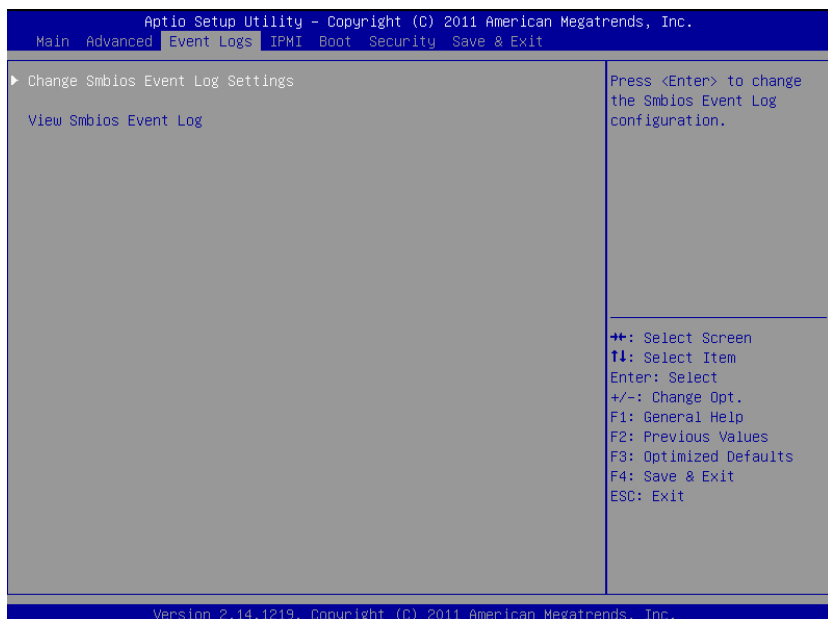 Aptio Setup Utility – Copyright (C) 2011 American Megatrends, Inc.
Main Advanced Event Logs IPMI Boot Security Save & Exit
▶ Change Smbios Event Log Settings
View Smbios Event Log
Press <Enter> to change
the Smbios Event Log
configuration.
→←: Select Screen
↑↓: Select Item
Enter: Select
+/-: Change Opt.
F1: General Help
F2: Previous Values
F3: Optimized Defaults
F4: Save & Exit
ESC: Exit
Version 2.14.1219. Copyright (C) 2011 American Megatrends, Inc.